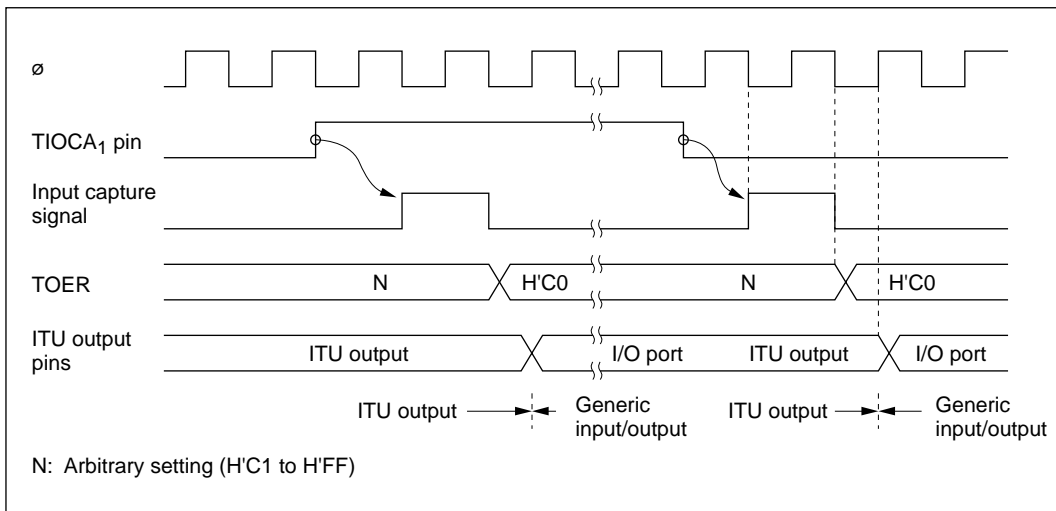 ø
TIOCA1 pin
Input capture
signal
TOER
N
H'C0
N
H'C0
ITU output
pins
ITU output
I/O port
ITU output
I/O port
ITU output
Generic
input/output
ITU output
Generic
input/output
N: Arbitrary setting (H'C1 to H'FF)